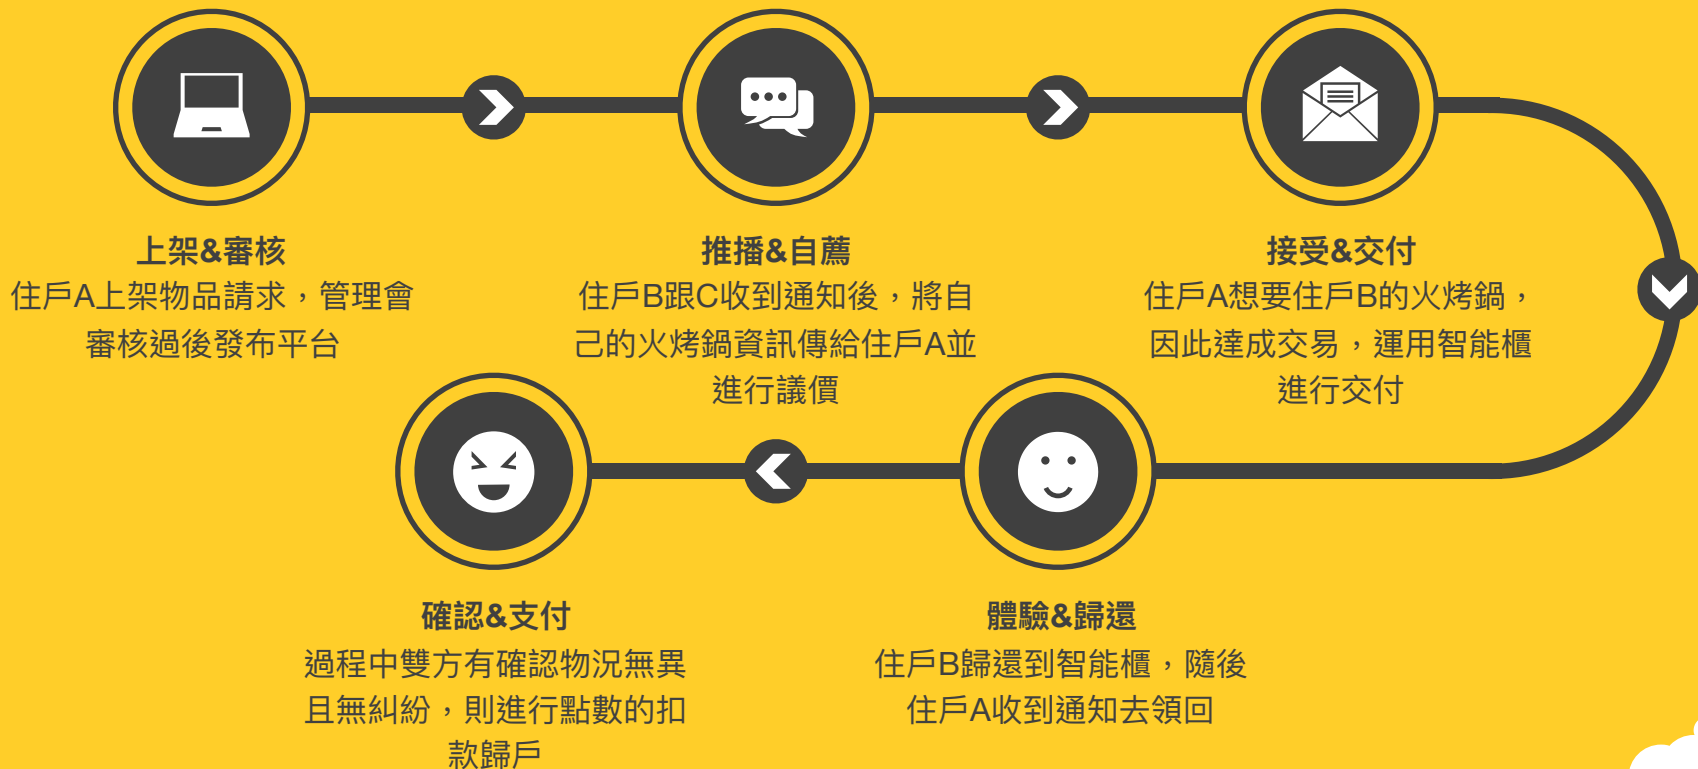 上架&審核
住戶A上架物品請求，管理會
審核過後發布平台
推播&自薦
住戶B跟C收到通知後，將自
己的火烤鍋資訊傳給住戶A並
進行議價
接受&交付
住戶A想要住戶B的火烤鍋，
因此達成交易，運用智能櫃
進行交付
體驗&歸還
住戶B歸還到智能櫃，隨後
住戶A收到通知去領回
確認&支付
過程中雙方有確認物況無異
且無糾紛，則進行點數的扣
款歸戶